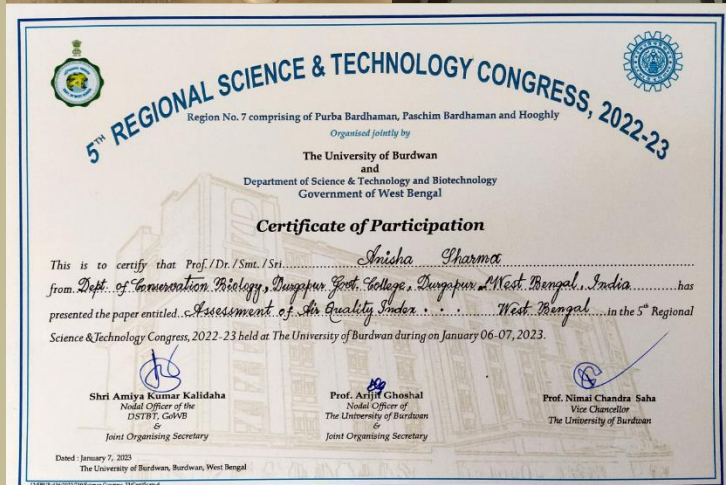 5TH REGIONAL SCIENCE & TECHNOLOGY CONGRESS, 2022-23
Region No. 7 comprising of Purba Bardhaman, Paschim Bardhaman and Hooghly
Organised jointly by
The University of Burdwan
and
Department of Science & Technology and Biotechnology
Government of West Bengal
Certificate of Participation
This is to certify that Prof./Dr./Smt./Sri. Anisha Sharma
from Dept. of Conservation Biology, Durgapur Govt. College, Durgapur, West Bengal, India has
presented the paper entitled Assessment of Air Quality Index . . . West Bengal in the 5th Regional
Science & Technology Congress, 2022-23 held at The University of Burdwan during on January 06-07, 2023.
Shri Amiya Kumar Kalidaha
Nodal Officer of the
DSTBT, GoWB
&
Joint Organising Secretary
Prof. Arijit Ghoshal
Nodal Officer of
The University of Burdwan
&
Joint Organising Secretary
Prof. Nimai Chandra Saha
Vice Chancellor
The University of Burdwan
Dated : January 7, 2023
The University of Burdwan, Burdwan, West Bengal